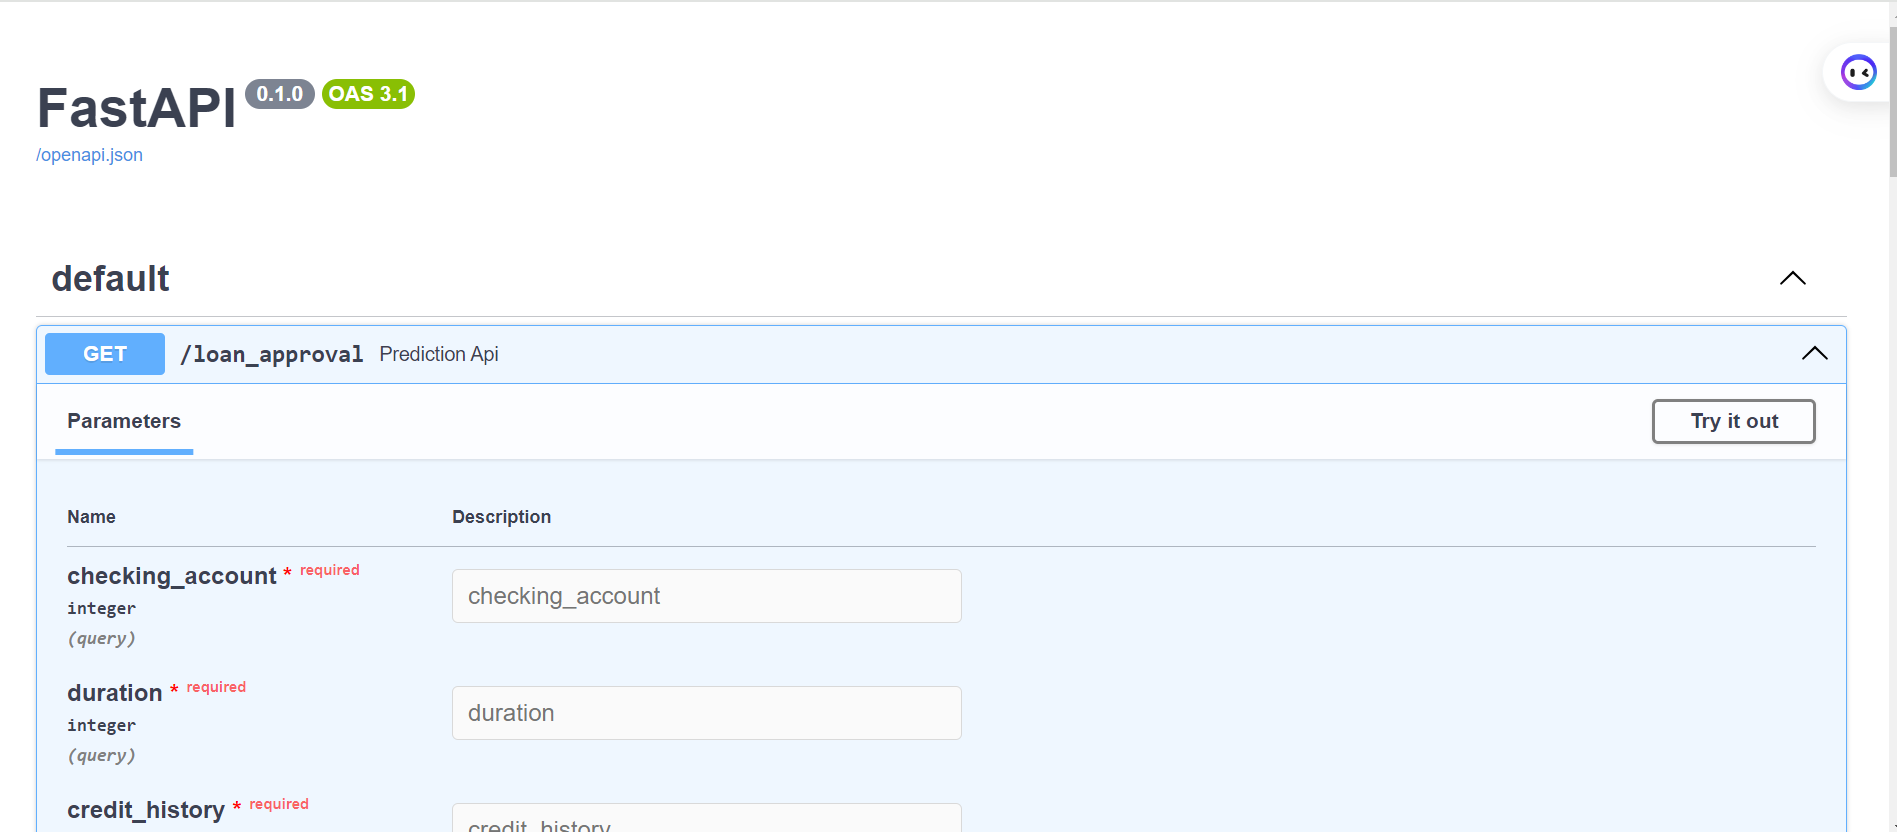 FastAPI 0.1.0 OAS 3.1
/openapi.json
default
GET /loan_approval Prediction Api
Parameters Try it out
Name Description
checking_account * required
integer
(query)
checking_account
duration * required
integer
(query)
duration
credit_history * required
credit_history